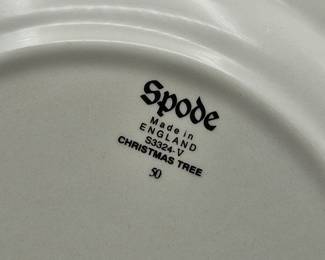 Spode
Made in
ENGLAND
S3324-V
CHRISTMAS TREE
50